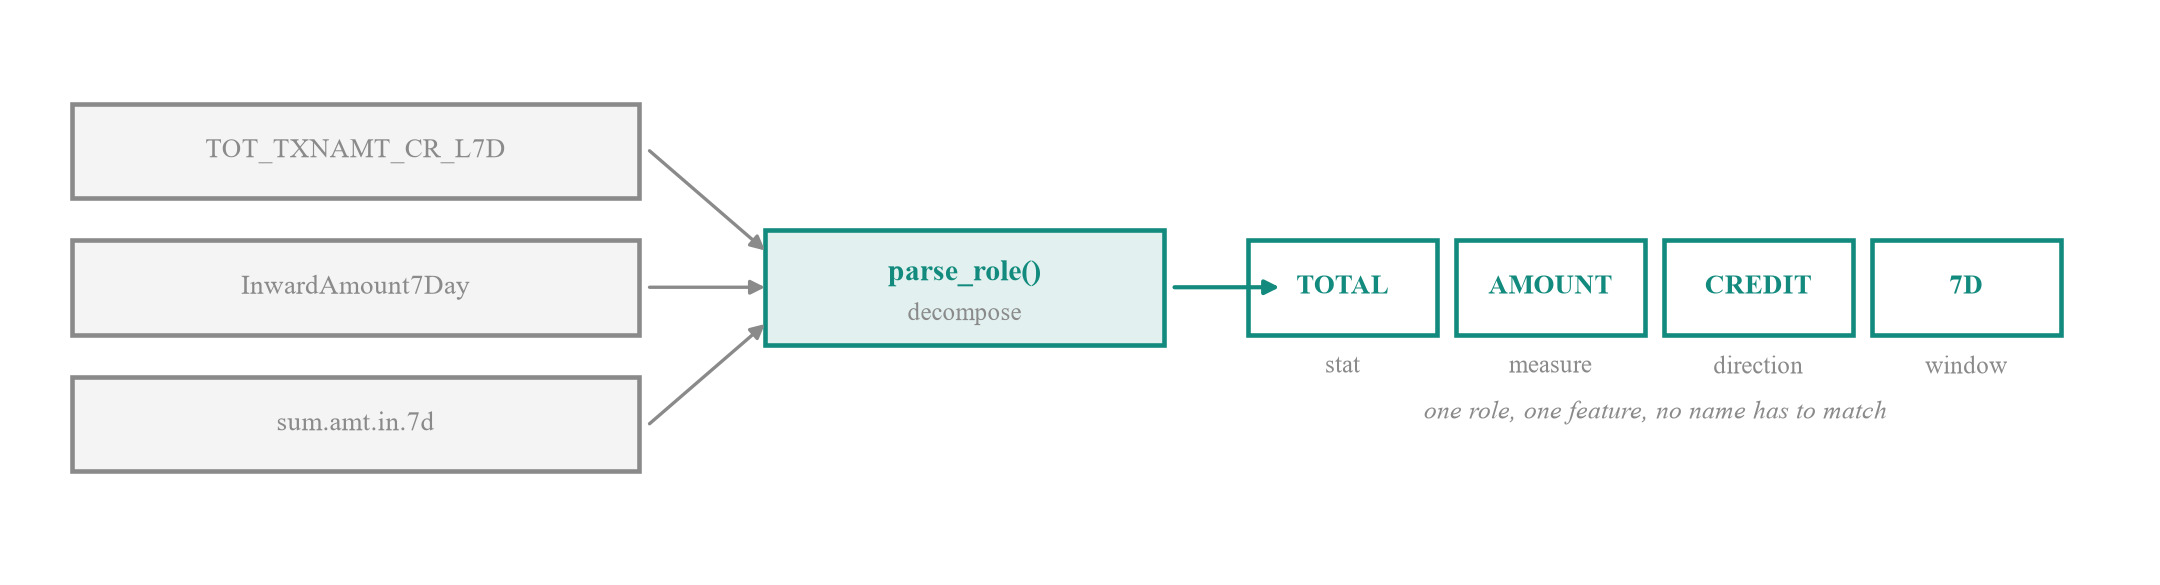 TOT_TXNAMT_CR_L7D
InwardAmount7Day
sum.amt.in.7d
parse_role()
decompose
TOTAL
AMOUNT
CREDIT
7D
stat
measure
direction
window
one role, one feature, no name has to match